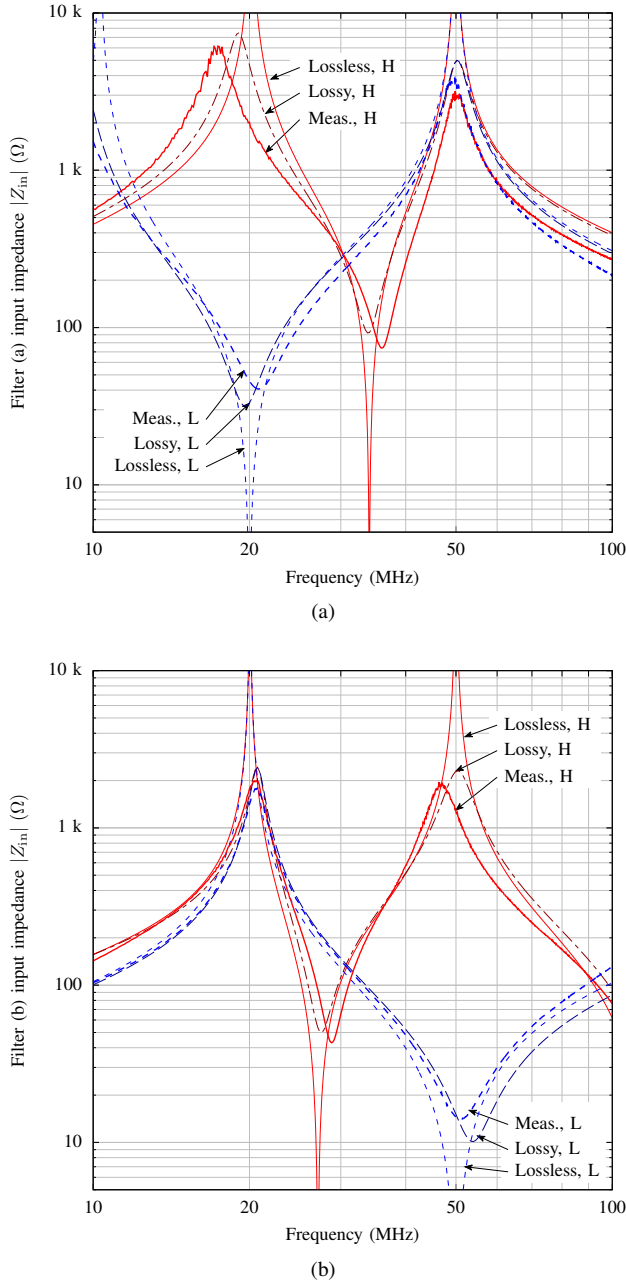 10 k
1 k
100
10
Filter (a) input impedance |Z_in| (Ω)
Lossless, H
Lossy, H
Meas., H
Meas., L
Lossy, L
Lossless, L
10 20 50 100
Frequency (MHz)
(a)
10 k
1 k
100
10
Filter (b) input impedance |Z_in| (Ω)
Lossless, H
Lossy, H
Meas., H
Meas., L
Lossy, L
Lossless, L
10 20 50 100
Frequency (MHz)
(b)